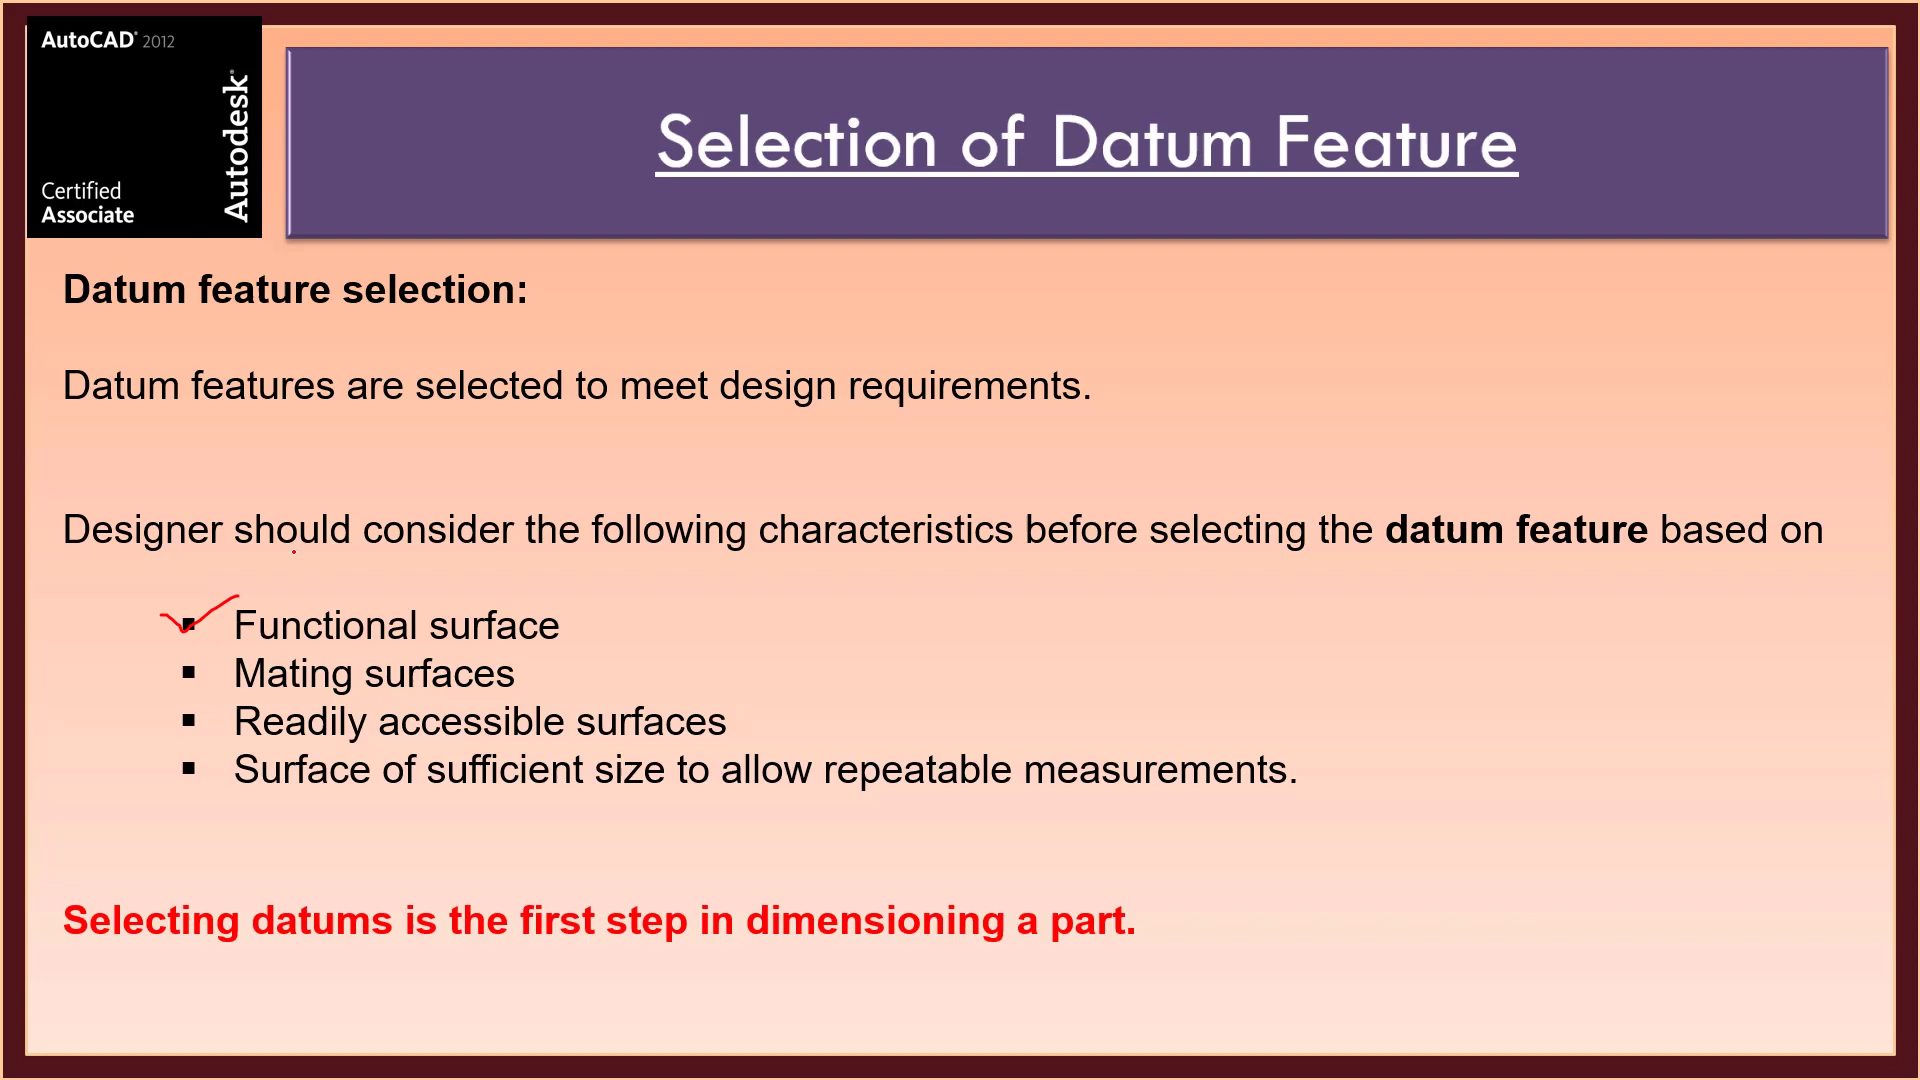 AutoCAD® 2012
Autodesk®
Certified
Associate
Selection of Datum Feature
Datum feature selection:
Datum features are selected to meet design requirements.
Designer should consider the following characteristics before selecting the datum feature based on
▪ Functional surface
▪ Mating surfaces
▪ Readily accessible surfaces
▪ Surface of sufficient size to allow repeatable measurements.
Selecting datums is the first step in dimensioning a part.